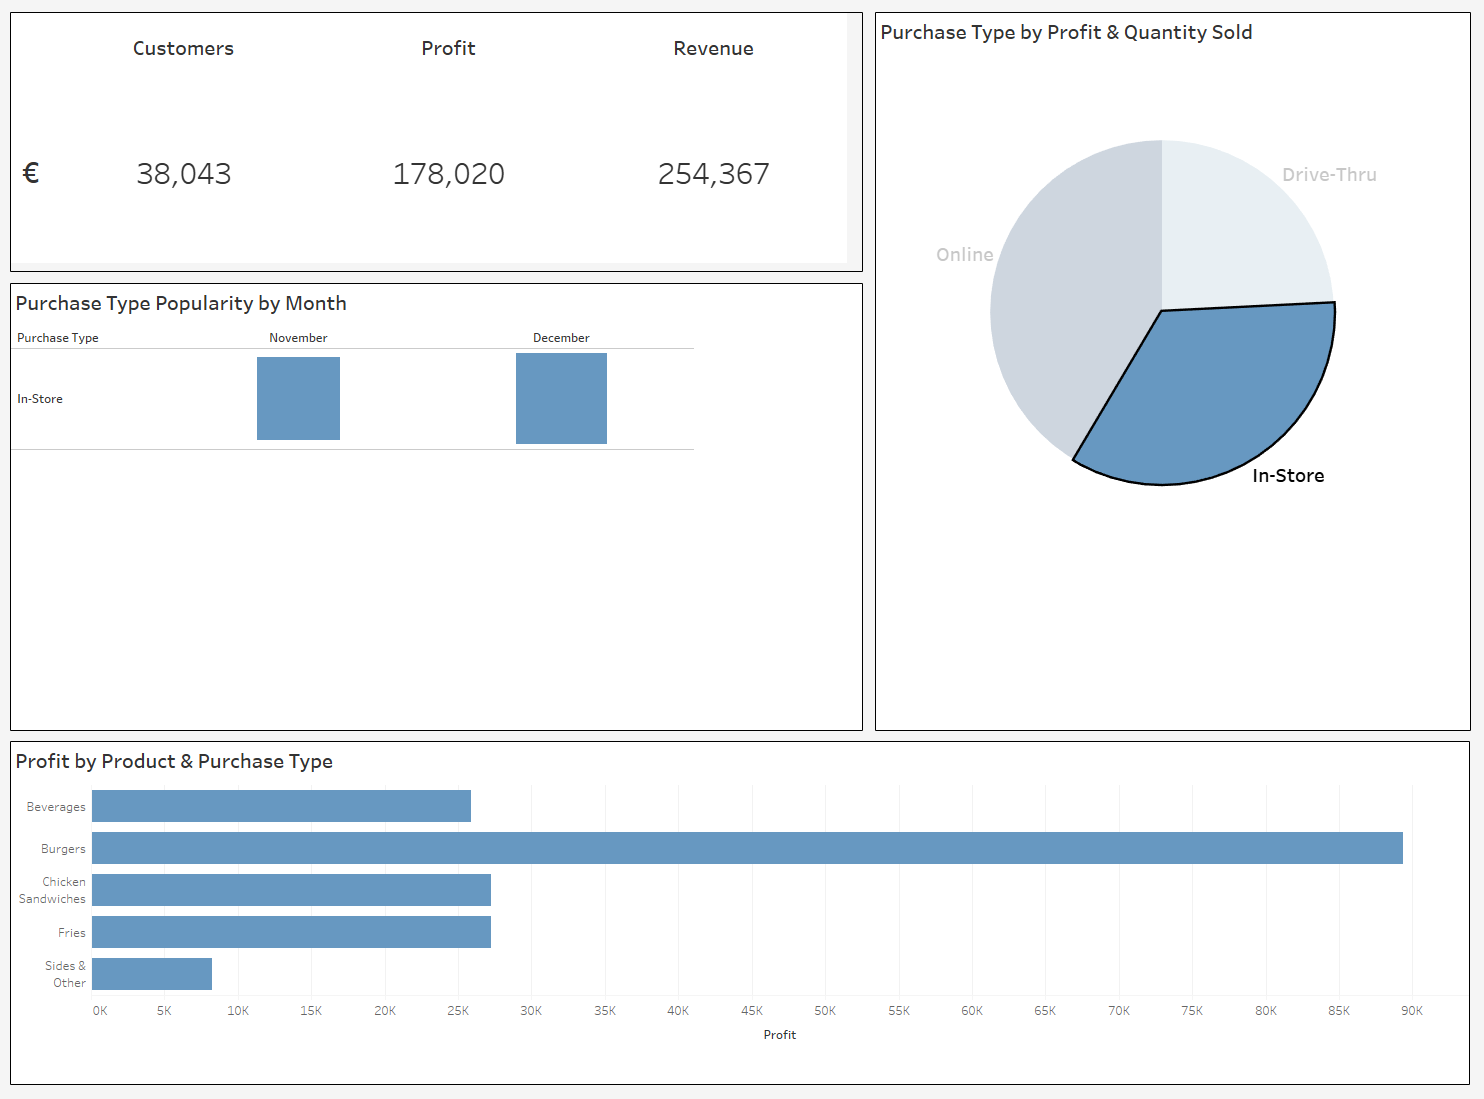 Customers Profit Revenue
€ 38,043 178,020 254,367
Purchase Type by Profit & Quantity Sold
Drive-Thru
Online
In-Store
Purchase Type Popularity by Month
Purchase Type November December
In-Store
Profit by Product & Purchase Type
Beverages
Burgers
Chicken
Sandwiches
Fries
Sides &
Other
0K 5K 10K 15K 20K 25K 30K 35K 40K 45K 50K 55K 60K 65K 70K 75K 80K 85K 90K
Profit